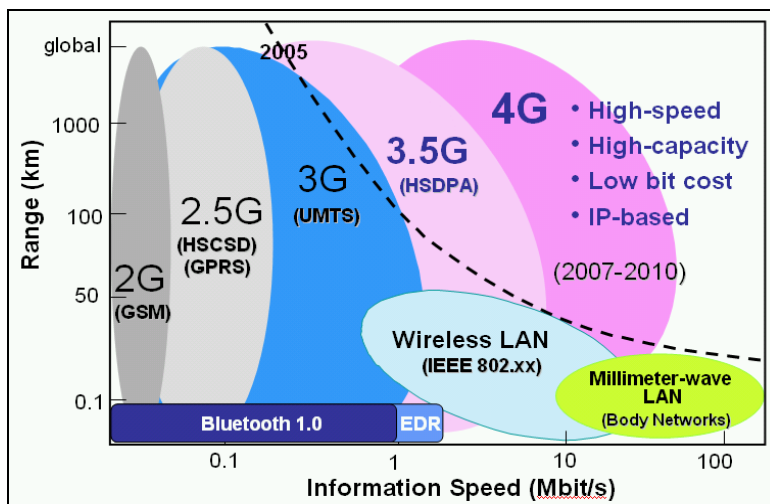 global
2005
4G
• High-speed
• High-capacity
• Low bit cost
• IP-based
1000
3.5G
(HSDPA)
3G
(UMTS)
Range (km)
100
2.5G
(HSCSD)
(GPRS)
2G
(GSM)
(2007-2010)
50
Wireless LAN
(IEEE 802.xx)
Millimeter-wave
LAN
(Body Networks)
0.1
Bluetooth 1.0
EDR
0.1
1
10
100
Information Speed (Mbit/s)